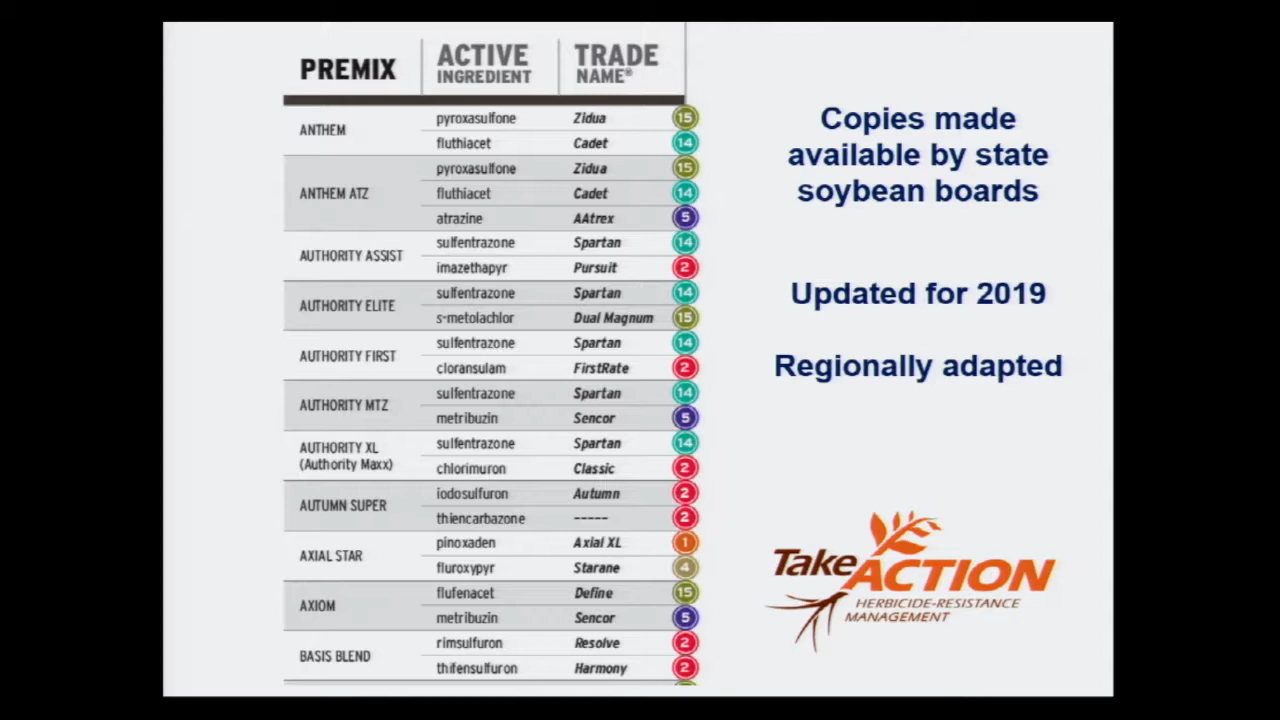 PREMIX ACTIVE INGREDIENT TRADE NAME®
ANTHEM pyroxasulfone Zidua 15
fluthiacet Cadet 14
ANTHEM ATZ pyroxasulfone Zidua 15
fluthiacet Cadet 14
atrazine AAtrex 5
AUTHORITY ASSIST sulfentrazone Spartan 14
imazethapyr Pursuit 2
AUTHORITY ELITE sulfentrazone Spartan 14
s-metolachlor Dual Magnum 15
AUTHORITY FIRST sulfentrazone Spartan 14
cloransulam FirstRate 2
AUTHORITY MTZ sulfentrazone Spartan 14
metribuzin Sencor 5
AUTHORITY XL (Authority Maxx) sulfentrazone Spartan 14
chlorimuron Classic 2
AUTUMN SUPER iodosulfuron Autumn 2
thiencarbazone ----- 2
AXIAL STAR pinoxaden Axial XL 1
fluroxypyr Starane 4
AXIOM flufenacet Define 15
metribuzin Sencor 5
BASIS BLEND rimsulfuron Resolve 2
thifensulfuron Harmony 2
Copies made
available by state
soybean boards
Updated for 2019
Regionally adapted
Take ACTION
HERBICIDE-RESISTANCE
MANAGEMENT